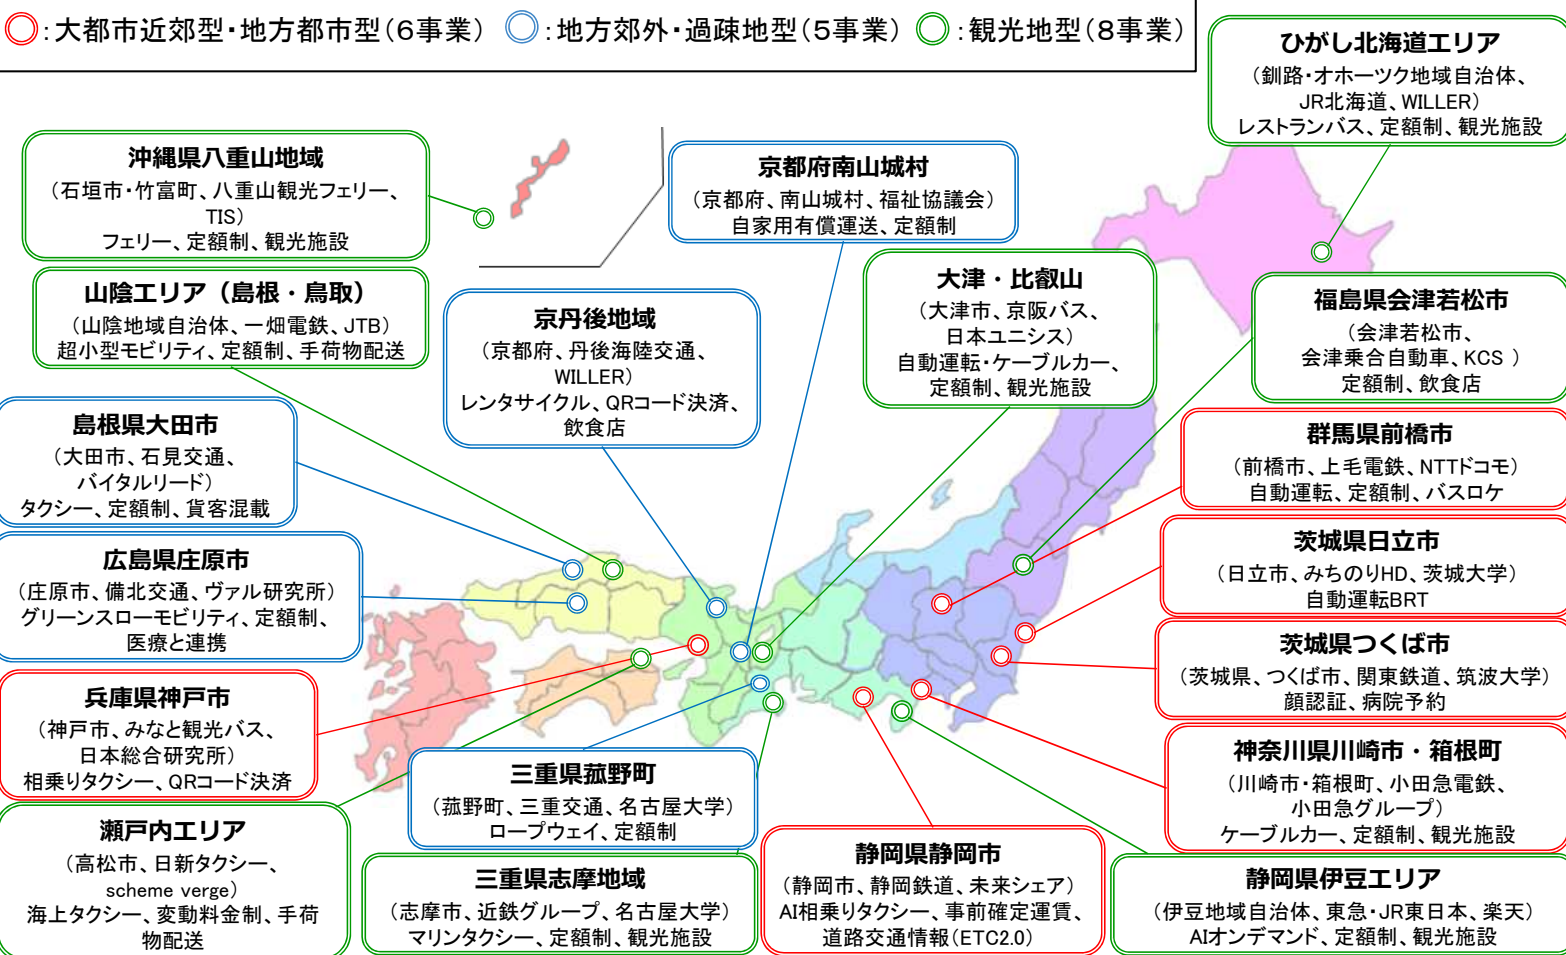 ：大都市近郊型・地方都市型（6事業）　：地方郊外・過疎地型（5事業）　：観光地型（8事業）
ひがし北海道エリア
（釧路・オホーツク地域自治体、
JR北海道、WILLER）
レストランバス、定額制、観光施設
沖縄県八重山地域
（石垣市・竹富町、八重山観光フェリー、
TIS）
フェリー、定額制、観光施設
京都府南山城村
（京都府、南山城村、福祉協議会）
自家用有償運送、定額制
山陰エリア（島根・鳥取）
（山陰地域自治体、一畑電鉄、JTB）
超小型モビリティ、定額制、手荷物配送
京丹後地域
（京都府、丹後海陸交通、
WILLER）
レンタサイクル、QRコード決済、
飲食店
大津・比叡山
（大津市、京阪バス、
日本ユニシス）
自動運転・ケーブルカー、
定額制、観光施設
福島県会津若松市
（会津若松市、
会津乗合自動車、KCS ）
定額制、飲食店
島根県大田市
（大田市、石見交通、
バイタルリード）
タクシー、定額制、貨客混載
群馬県前橋市
（前橋市、上毛電鉄、NTTドコモ）
自動運転、定額制、バスロケ
広島県庄原市
（庄原市、備北交通、ヴァル研究所）
グリーンスローモビリティ、定額制、
医療と連携
茨城県日立市
（日立市、みちのりHD、茨城大学）
自動運転BRT
茨城県つくば市
（茨城県、つくば市、関東鉄道、筑波大学）
顔認証、病院予約
兵庫県神戸市
（神戸市、みなと観光バス、
日本総合研究所）
相乗りタクシー、QRコード決済
神奈川県川崎市・箱根町
（川崎市・箱根町、小田急電鉄、
小田急グループ）
ケーブルカー、定額制、観光施設
三重県菰野町
（菰野町、三重交通、名古屋大学）
ロープウェイ、定額制
瀬戸内エリア
（高松市、日新タクシー、
scheme verge）
海上タクシー、変動料金制、手荷
物配送
三重県志摩地域
（志摩市、近鉄グループ、名古屋大学）
マリンタクシー、定額制、観光施設
静岡県静岡市
（静岡市、静岡鉄道、未来シェア）
AI相乗りタクシー、事前確定運賃、
道路交通情報（ETC2.0）
静岡県伊豆エリア
（伊豆地域自治体、東急・JR東日本、楽天）
AIオンデマンド、定額制、観光施設